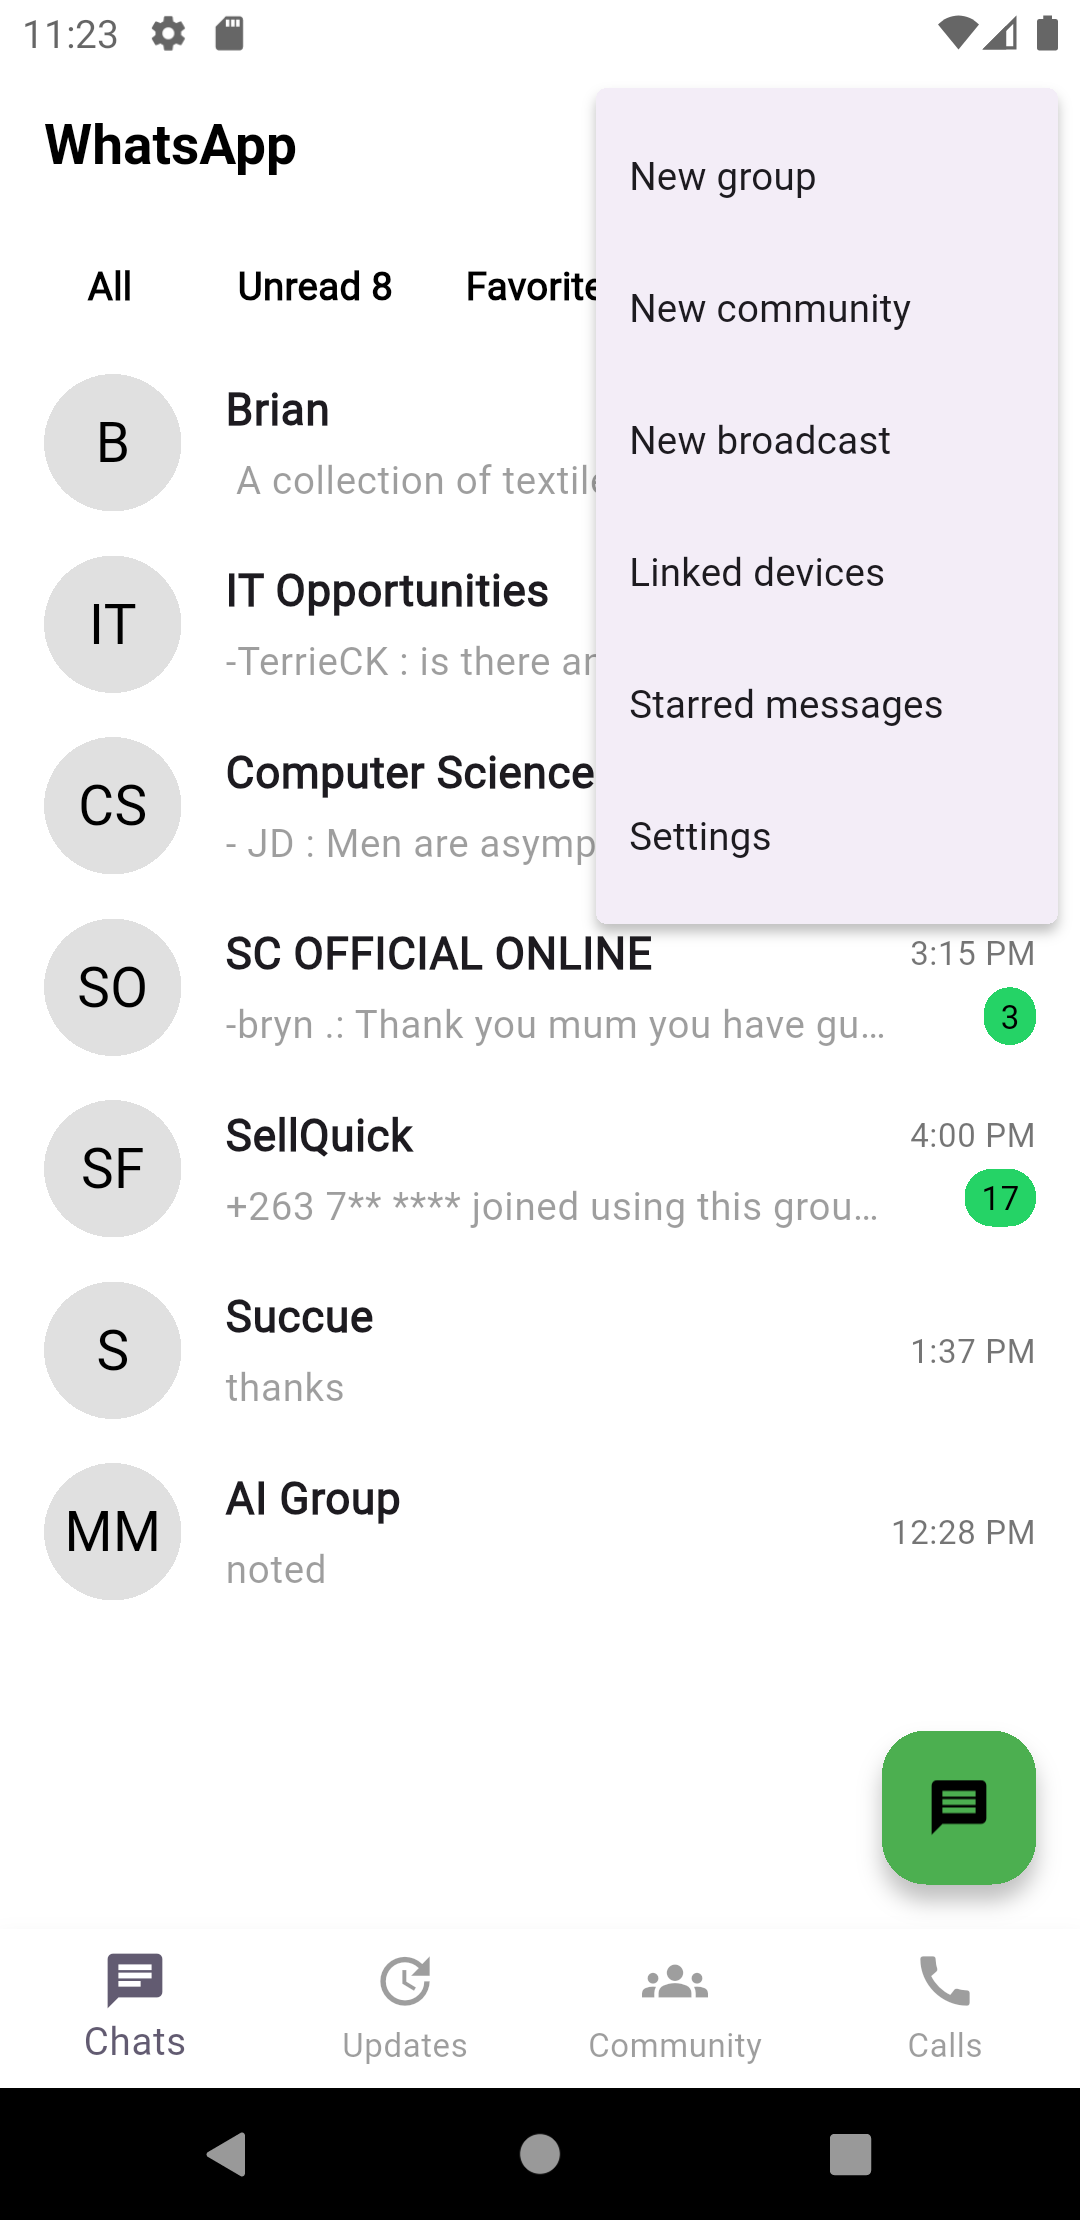 11:23
WhatsApp
New group
New community
New broadcast
Linked devices
Starred messages
Settings
All
Unread 8
Favorite
B
Brian
A collection of textile
IT
IT Opportunities
-TerrieCK : is there an
CS
Computer Science
- JD : Men are asymp
SO
SC OFFICIAL ONLINE
3:15 PM
-bryn .: Thank you mum you have gu…
3
SF
SellQuick
4:00 PM
+263 7** **** joined using this grou…
17
S
Succue
1:37 PM
thanks
MM
AI Group
12:28 PM
noted
Chats
Updates
Community
Calls